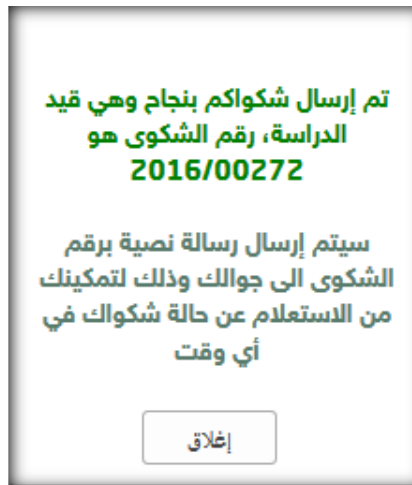 تم إرسال شكواكم بنجاح وهي قيد
الدراسة، رقم الشكوى هو
2016/00272
سيتم إرسال رسالة نصية برقم
الشكوى الى جوالك وذلك لتمكينك
من الاستعلام عن حالة شكواك في
أي وقت
إغلاق